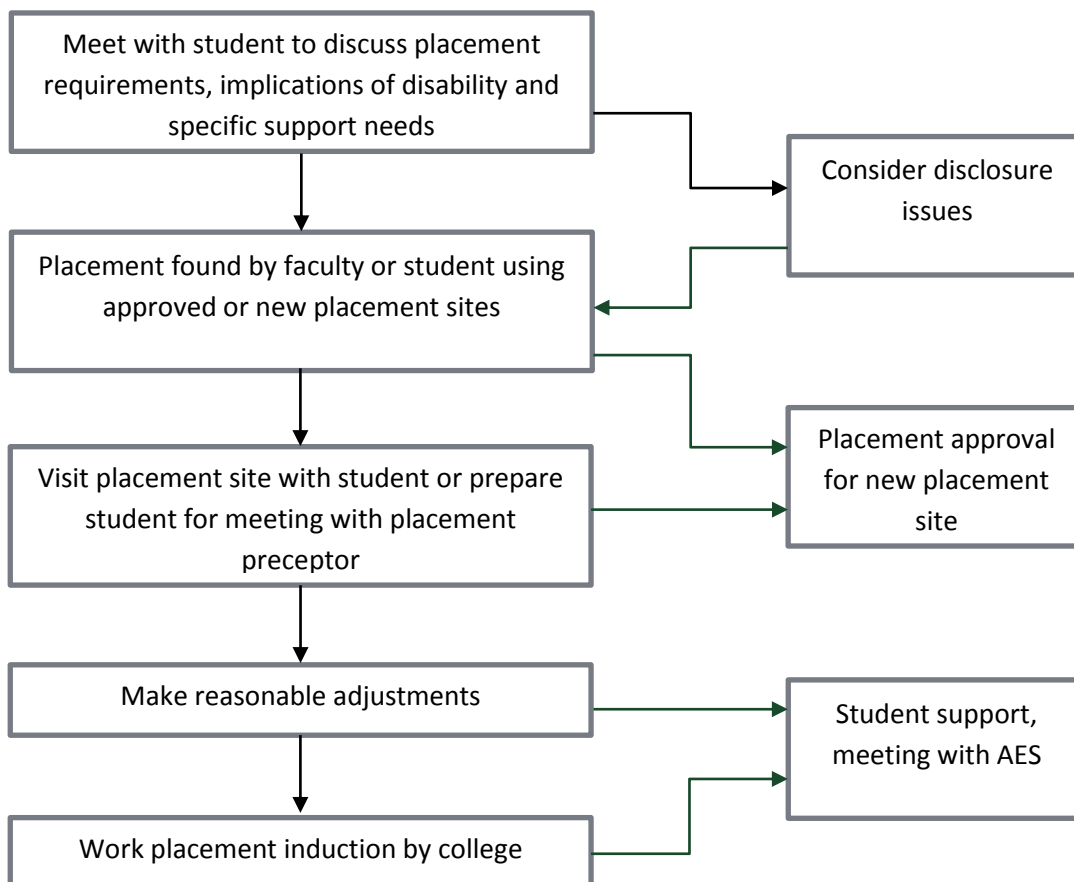 Meet with student to discuss placement
requirements, implications of disability and
specific support needs
Consider disclosure
issues
Placement found by faculty or student using
approved or new placement sites
Placement approval
for new placement
site
Visit placement site with student or prepare
student for meeting with placement
preceptor
Make reasonable adjustments
Student support,
meeting with AES
Work placement induction by college